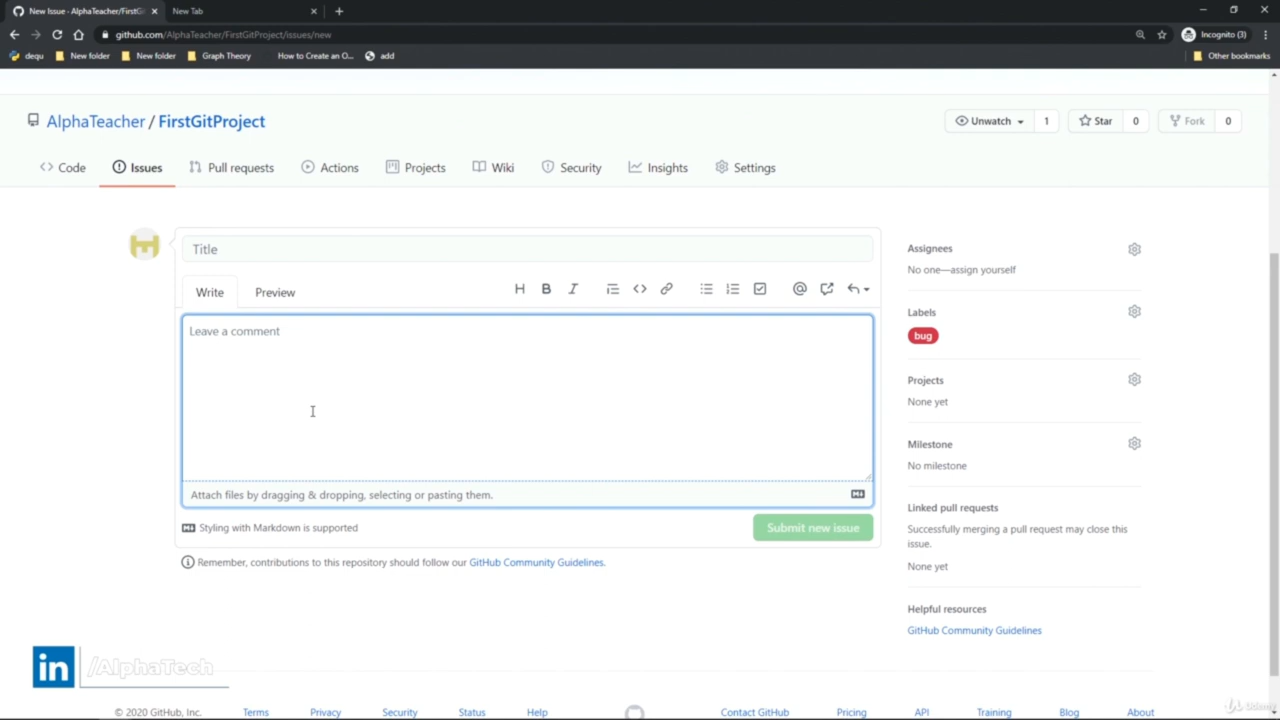 New Issue - AlphaTeacher/FirstGi
New Tab
github.com/AlphaTeacher/FirstGitProject/issues/new
Incognito (3)
dequ
New folder
New folder
Graph Theory
How to Create an O...
add
Other bookmarks
AlphaTeacher / FirstGitProject
Unwatch
1
Star
0
Fork
0
Code
Issues
Pull requests
Actions
Projects
Wiki
Security
Insights
Settings
Title
Write
Preview
Leave a comment
Attach files by dragging & dropping, selecting or pasting them.
Styling with Markdown is supported
Submit new issue
Remember, contributions to this repository should follow our GitHub Community Guidelines.
Assignees
No one—assign yourself
Labels
bug
Projects
None yet
Milestone
No milestone
Linked pull requests
Successfully merging a pull request may close this
issue.
None yet
Helpful resources
GitHub Community Guidelines
in
/AlphaTech
© 2020 GitHub, Inc.
Terms
Privacy
Security
Status
Help
Contact GitHub
Pricing
API
Training
Blog
About
Udemy